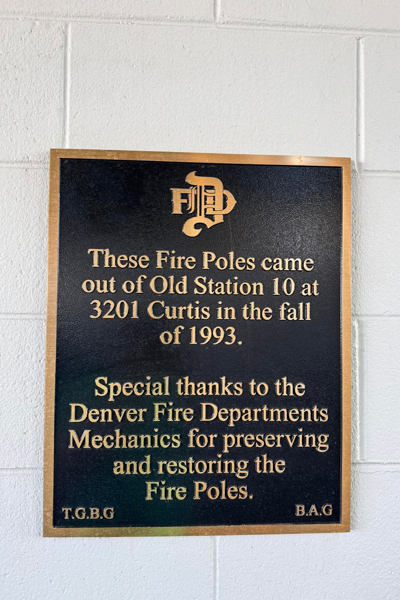 FDD
These Fire Poles came
out of Old Station 10 at
3201 Curtis in the fall
of 1993.
Special thanks to the
Denver Fire Departments
Mechanics for preserving
and restoring the
Fire Poles.
T.G.B.G B.A.G